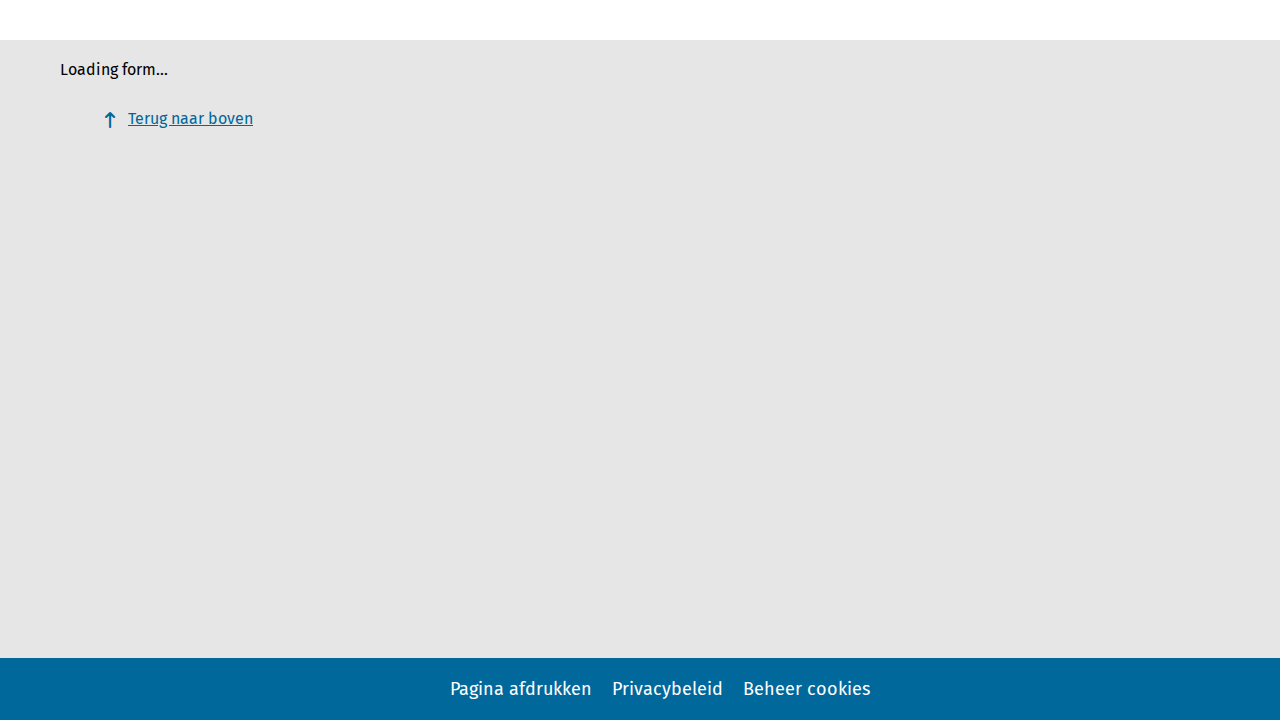 Loading form...
Terug naar boven
Pagina afdrukken Privacybeleid Beheer cookies